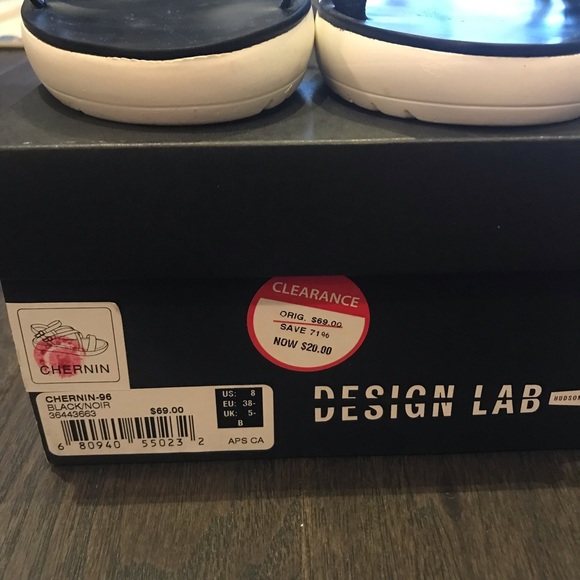 CLEARANCE
ORIG. $69.00
SAVE 71%
NOW $20.00
CHERNIN
CHERNIN-96
BLACK/NOIR
36443663
$69.00
US: 8
EU: 38-
UK: 5-
B
6 80940 55023 2
APS CA
DESIGN LAB
HUDSON